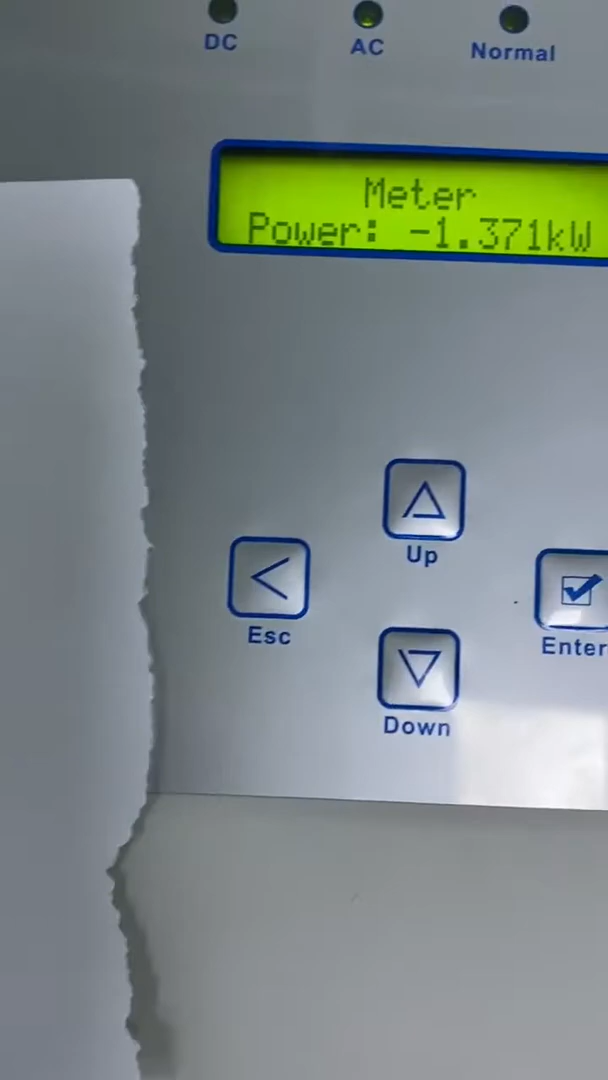 DC AC Normal
Meter
Power: -1.371kW
Up
Esc
Enter
Down